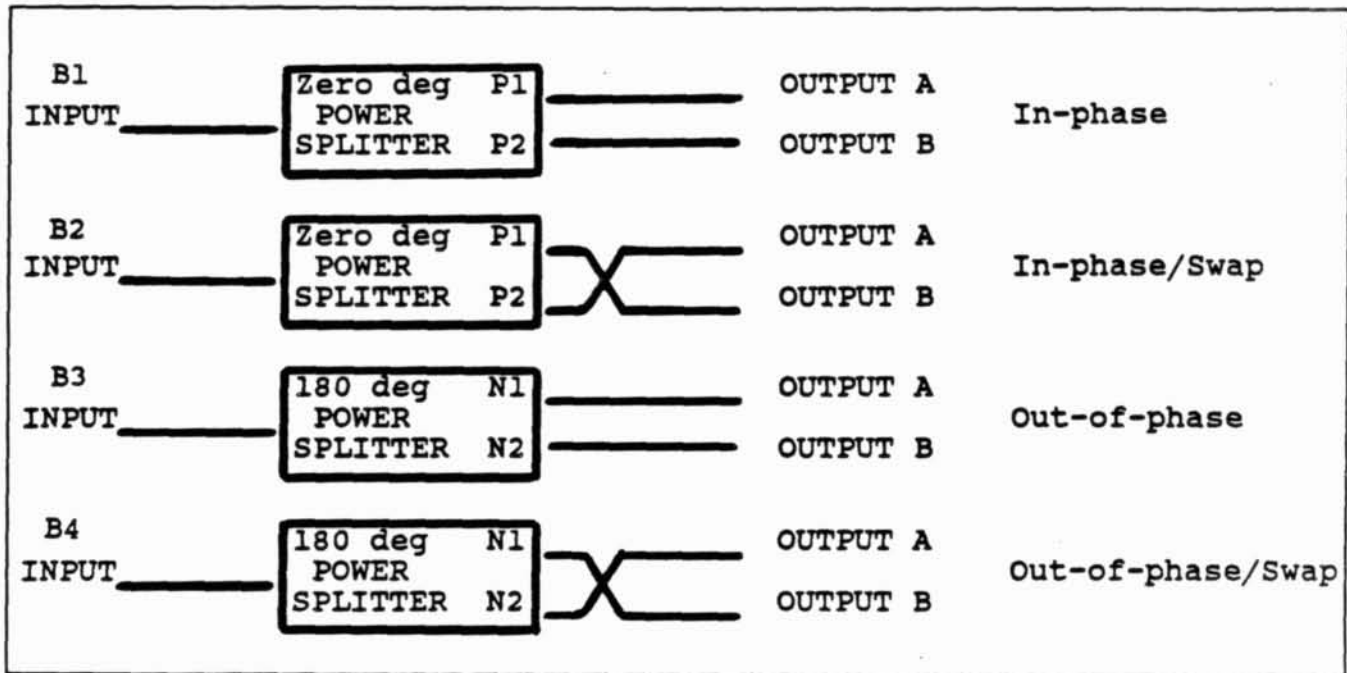 B1
INPUT
Zero deg P1
POWER
SPLITTER P2
OUTPUT A
OUTPUT B
In-phase
B2
INPUT
Zero deg P1
POWER
SPLITTER P2
OUTPUT A
OUTPUT B
In-phase/Swap
B3
INPUT
180 deg N1
POWER
SPLITTER N2
OUTPUT A
OUTPUT B
Out-of-phase
B4
INPUT
180 deg N1
POWER
SPLITTER N2
OUTPUT A
OUTPUT B
Out-of-phase/Swap